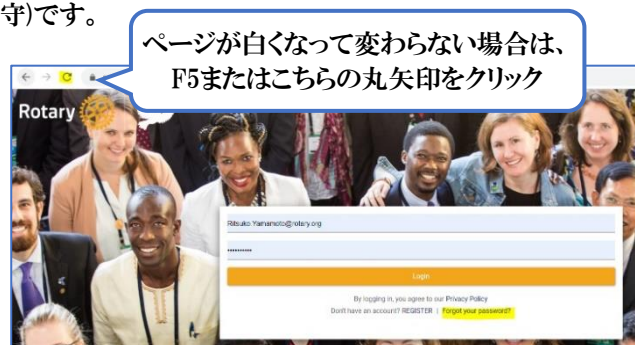 守)です。
ページが白くなって変わらない場合は、
F5またはこちらの丸矢印をクリック
Rotary
Ritsuko Yamamoto@rotary.org
••••••••••
Login
By logging in, you agree to our Privacy Policy
Don't have an account? REGISTER | Forgot your password?